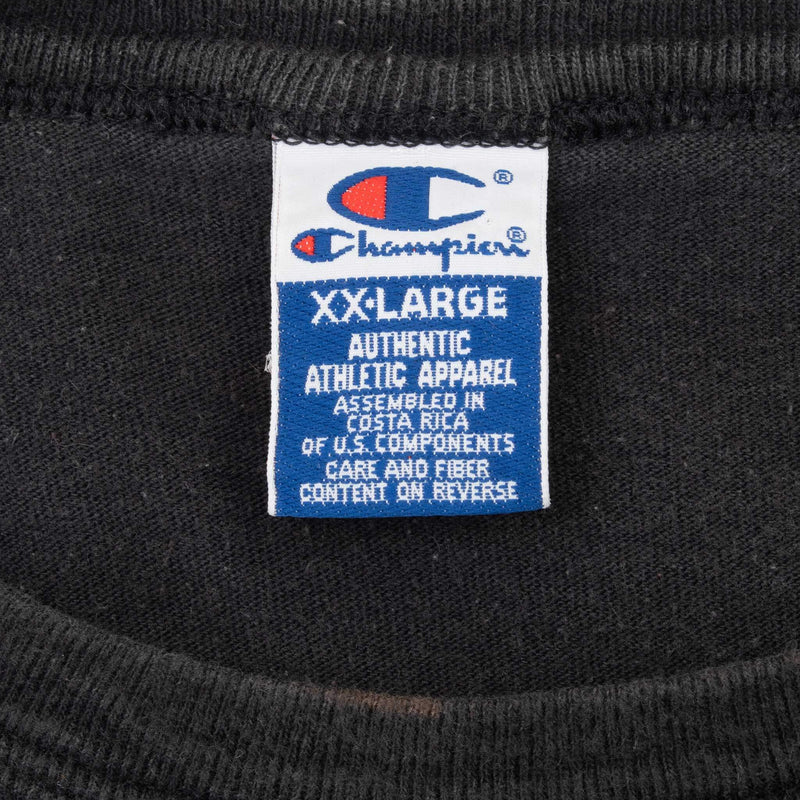 ®
Champion®
XX·LARGE
AUTHENTIC
ATHLETIC APPAREL
ASSEMBLED IN
COSTA RICA
OF U.S. COMPONENTS
CARE AND FIBER
CONTENT ON REVERSE